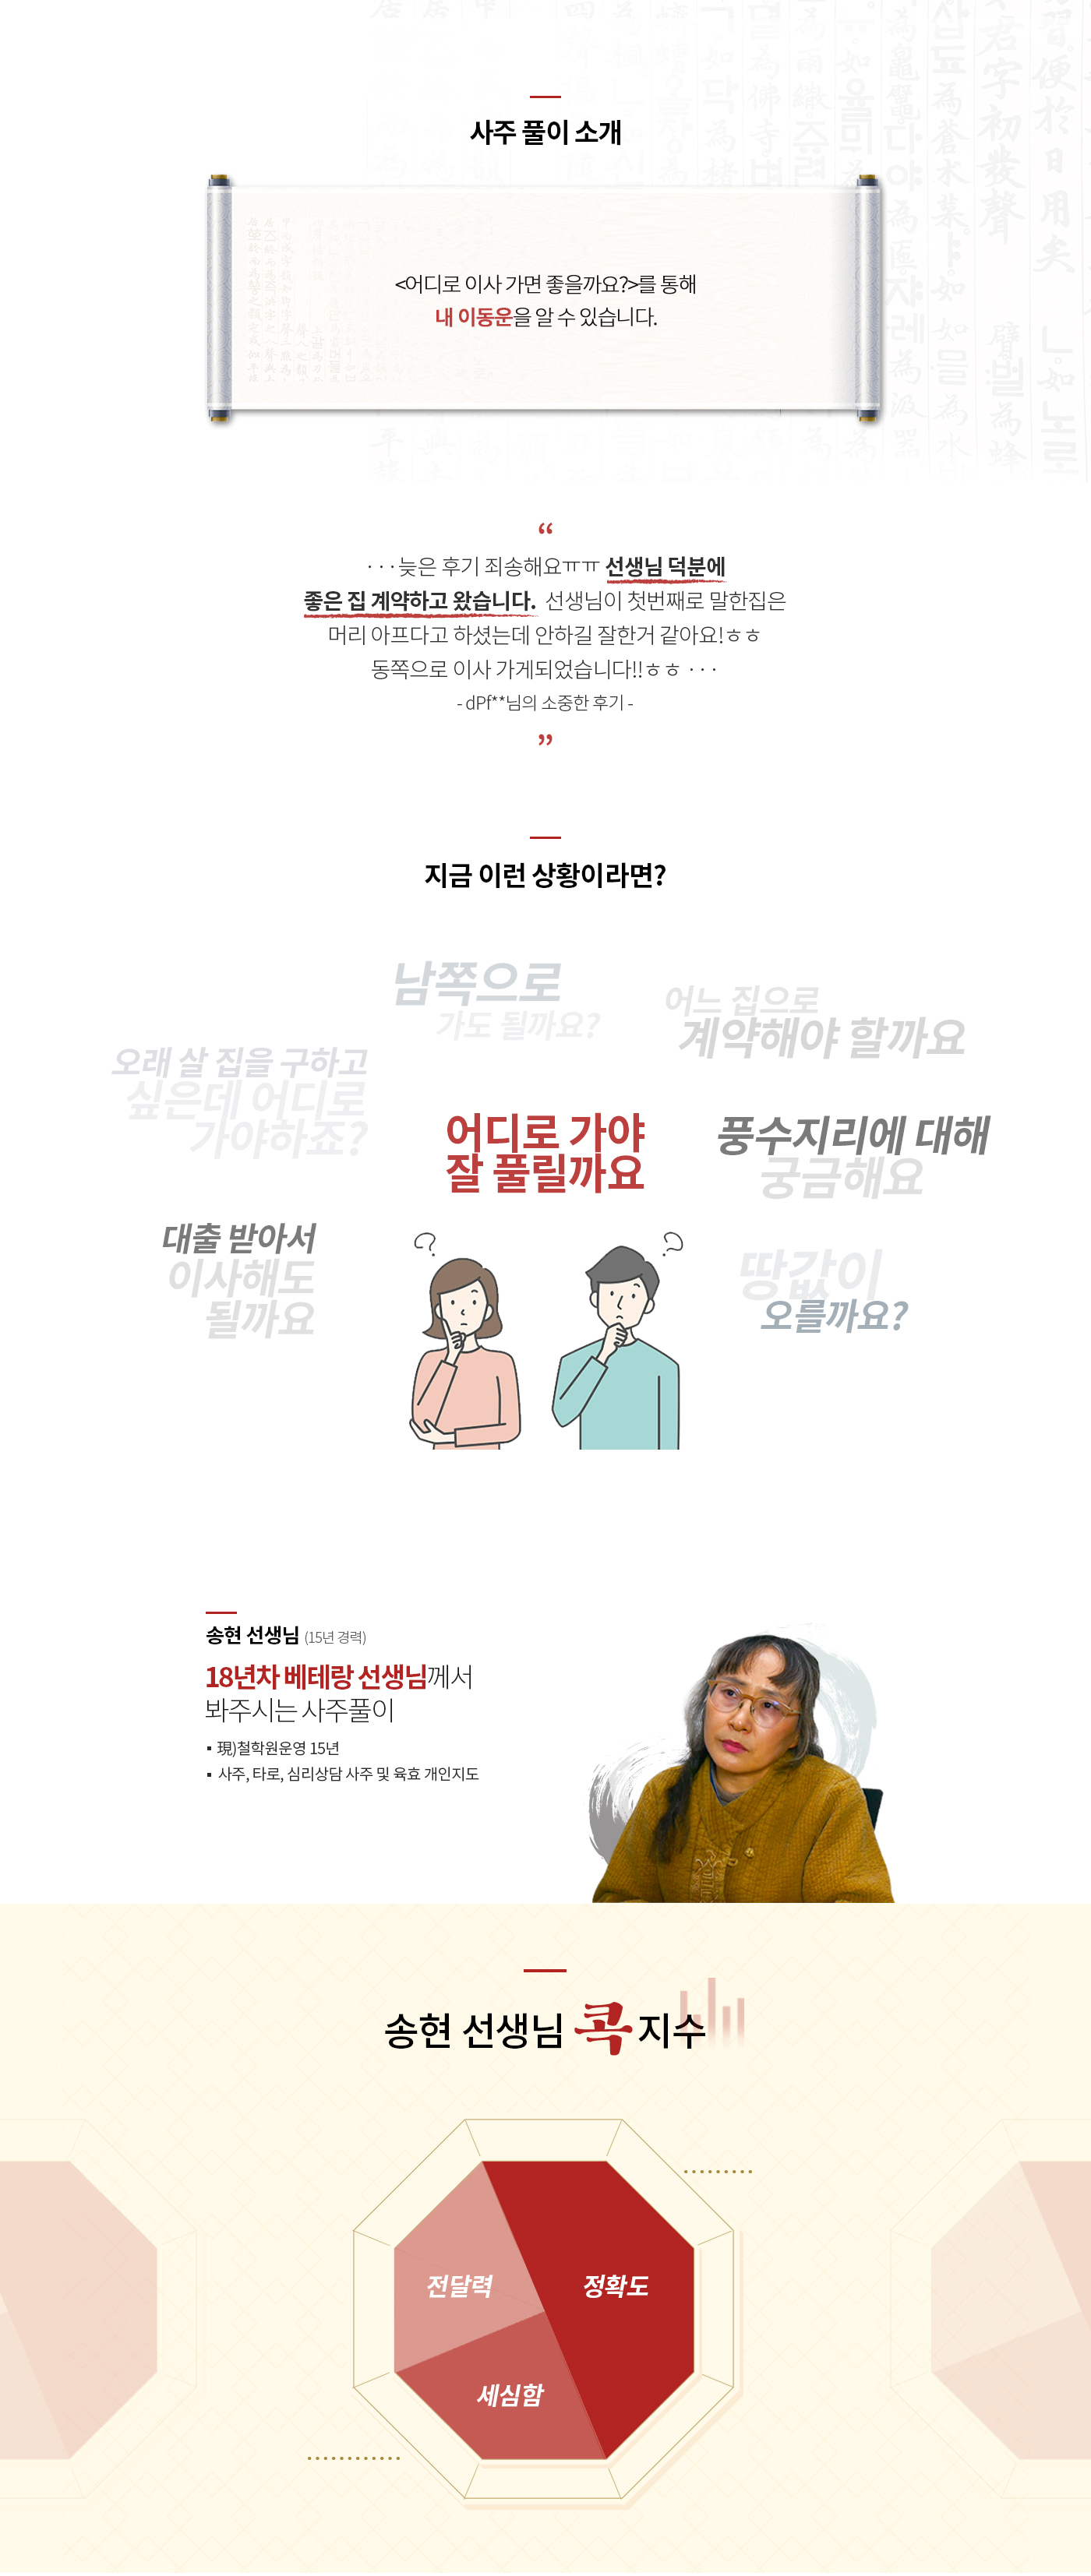 사주 풀이 소개
<어디로 이사 가면 좋을까요?>를 통해
내 이동운을 알 수 있습니다.
“
···늦은 후기 죄송해요ㅠㅠ 선생님 덕분에
좋은 집 계약하고 왔습니다. 선생님이 첫번째로 말한집은
머리 아프다고 하셨는데 안하길 잘한거 같아요!ㅎㅎ
동쪽으로 이사 가게되었습니다!!ㅎㅎ ···
- dPf**님의 소중한 후기 -
”
지금 이런 상황이라면?
남쪽으로
가도 될까요?
어느 집으로
계약해야 할까요
오래 살 집을 구하고
싶은데 어디로
가야하죠?
어디로 가야
잘 풀릴까요
풍수지리에 대해
궁금해요
대출 받아서
이사해도
될까요
땅값이
오를까요?
송현 선생님 (15년 경력)
18년차 베테랑 선생님께서
봐주시는 사주풀이
▪ 現)철학원운영 15년
▪ 사주, 타로, 심리상담 사주 및 육효 개인지도
송현 선생님 콕 지수
전달력
정확도
세심함